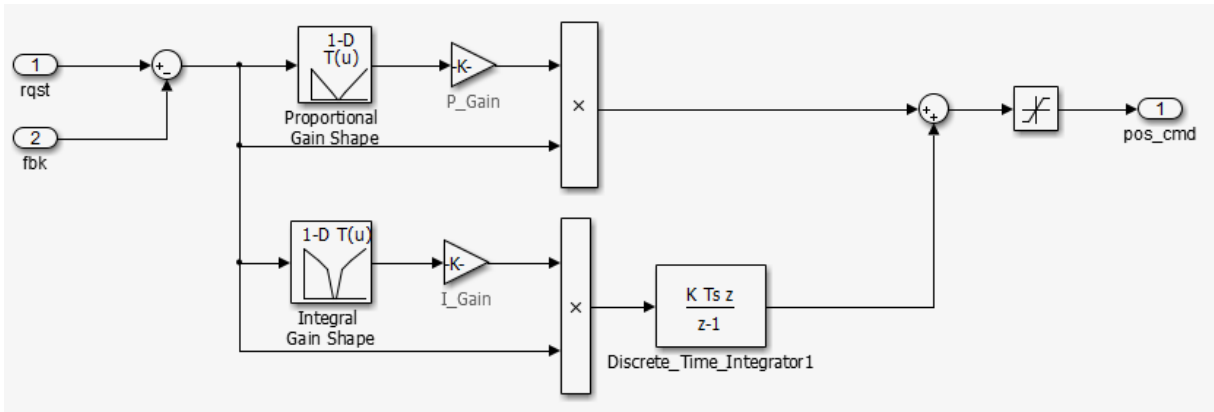 1
rqst
2
fbk
+
-
1-D
T(u)
Proportional
Gain Shape
-K-
P_Gain
×
1-D T(u)
Integral
Gain Shape
-K-
I_Gain
×
K Ts z
z-1
Discrete_Time_Integrator1
+
+
1
pos_cmd